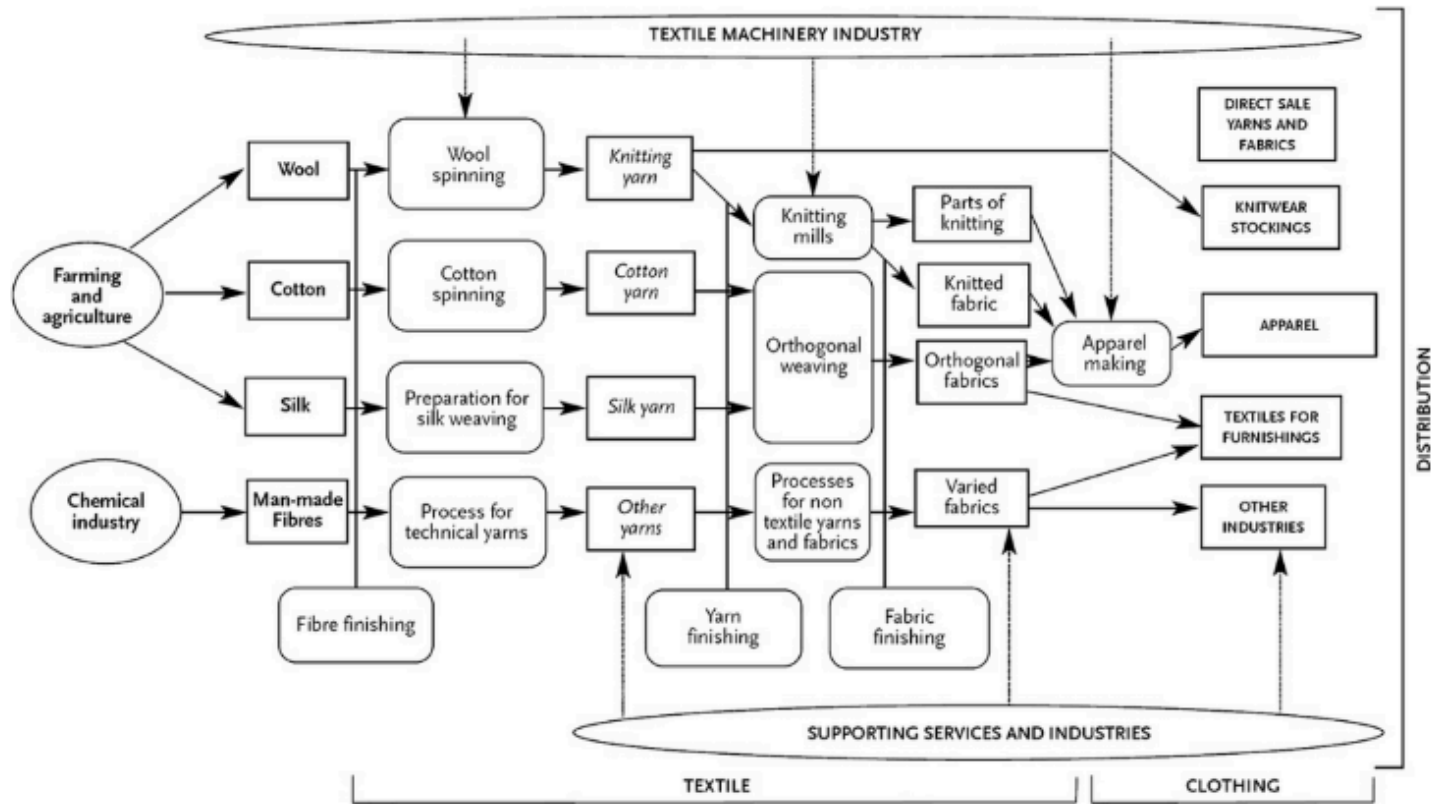 TEXTILE MACHINERY INDUSTRY
DIRECT SALE
YARNS AND
FABRICS
Wool
Wool
spinning
Knitting
yarn
Knitting
mills
Parts of
knitting
KNITWEAR
STOCKINGS
Farming
and
agriculture
Cotton
Cotton
spinning
Cotton
yarn
Knitted
fabric
Orthogonal
weaving
Orthogonal
fabrics
Apparel
making
APPAREL
Silk
Preparation for
silk weaving
Silk yarn
TEXTILES FOR
FURNISHINGS
Chemical
industry
Man-made
Fibres
Process for
technical yarns
Other
yarns
Processes
for non
textile yarns
and fabrics
Varied
fabrics
OTHER
INDUSTRIES
Fibre finishing
Yarn
finishing
Fabric
finishing
SUPPORTING SERVICES AND INDUSTRIES
TEXTILE
CLOTHING
DISTRIBUTION